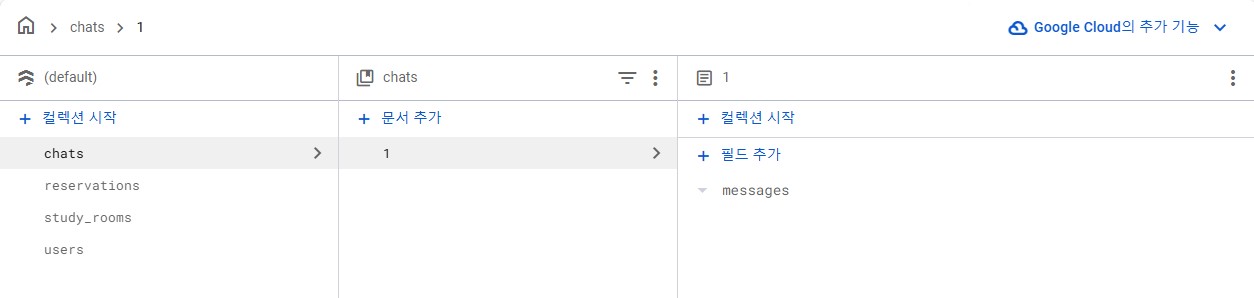 chats 1
Google Cloud의 추가 기능
(default)
chats
1
+ 컬렉션 시작
+ 문서 추가
+ 컬렉션 시작
chats
1
+ 필드 추가
reservations
messages
study_rooms
users